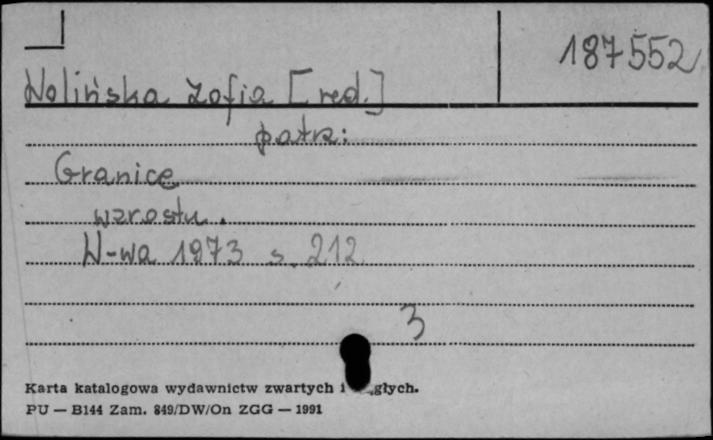 187552
Wolińska Zofia [red.]
patrz:
Granice
wzrostu.
W-wa 1973 s. 212
3
Karta katalogowa wydawnictw zwartych i głych.
PU — B144 Zam. 849/DW/On ZGG — 1991